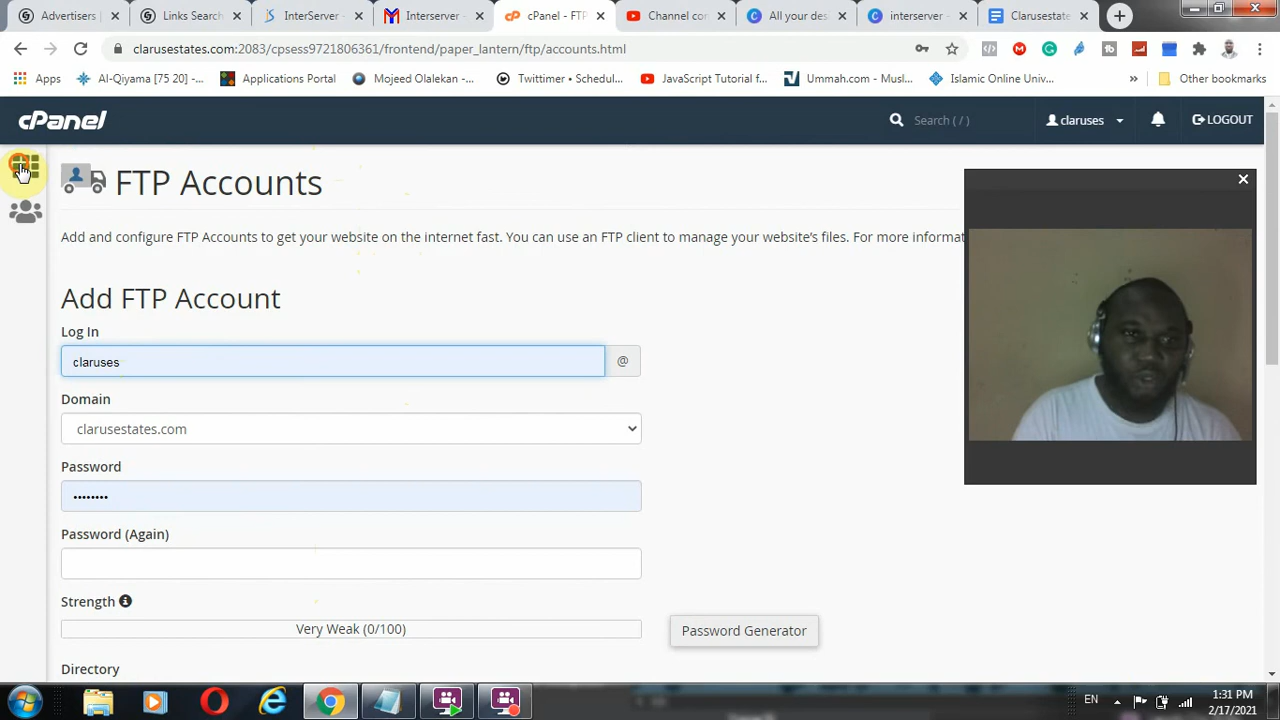 Advertisers |
Links Search
InterServer -
Interserver -
cPanel - FTP
Channel con
All your des
interserver -
Clarusestate
clarusestates.com:2083/cpsess9721806361/frontend/paper_lantern/ftp/accounts.html
Apps
Al-Qiyama [75 20] -...
Applications Portal
Mojeed Olalekan -...
Twittimer • Schedul...
JavaScript Tutorial f...
Ummah.com - Musl...
Islamic Online Univ...
»
Other bookmarks
cPanel
Search ( / )
claruses
LOGOUT
FTP Accounts
Add and configure FTP Accounts to get your website on the internet fast. You can use an FTP client to manage your website's files. For more informat
Add FTP Account
Log In
claruses
@
Domain
clarusestates.com
Password
••••••••
Password (Again)
Strength
Very Weak (0/100)
Password Generator
Directory
EN
1:31 PM
2/17/2021